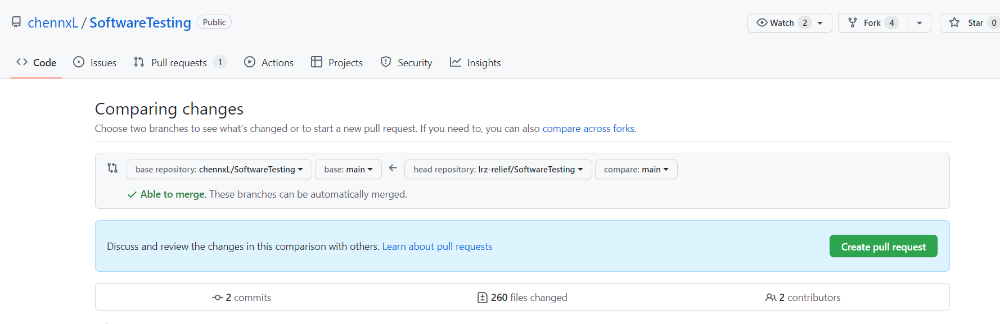 chennxL / SoftwareTesting Public Watch 2 Fork 4 Star 0
Code Issues Pull requests 1 Actions Projects Security Insights
Comparing changes
Choose two branches to see what's changed or to start a new pull request. If you need to, you can also compare across forks.
base repository: chennxL/SoftwareTesting base: main ← head repository: lrz-relief/SoftwareTesting compare: main
Able to merge. These branches can be automatically merged.
Discuss and review the changes in this comparison with others. Learn about pull requests Create pull request
2 commits 260 files changed 2 contributors